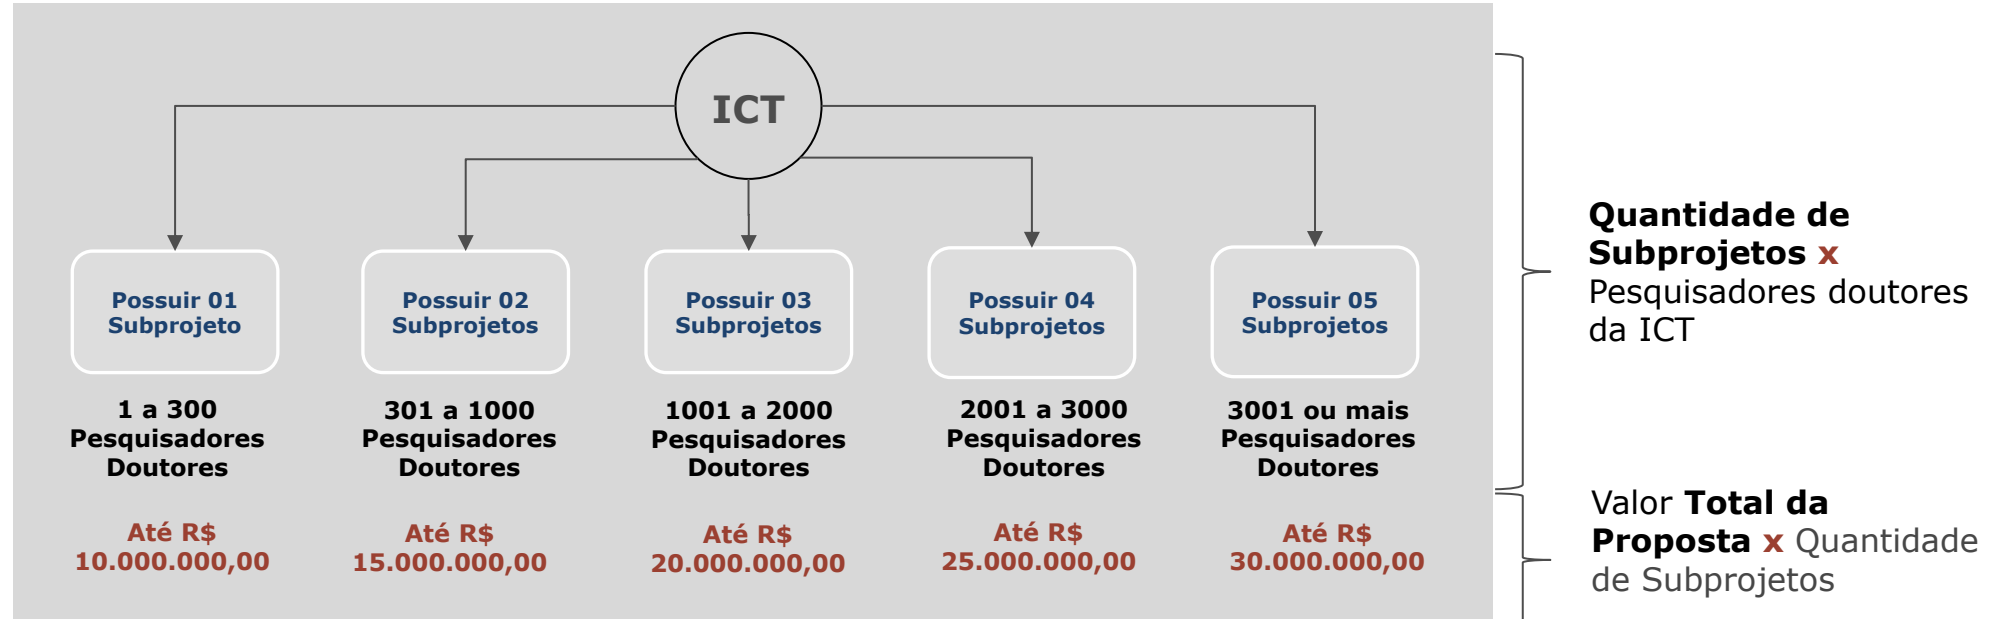 ICT
Possuir 01
Subprojeto
Possuir 02
Subprojetos
Possuir 03
Subprojetos
Possuir 04
Subprojetos
Possuir 05
Subprojetos
1 a 300
Pesquisadores
Doutores
301 a 1000
Pesquisadores
Doutores
1001 a 2000
Pesquisadores
Doutores
2001 a 3000
Pesquisadores
Doutores
3001 ou mais
Pesquisadores
Doutores
Até R$
10.000.000,00
Até R$
15.000.000,00
Até R$
20.000.000,00
Até R$
25.000.000,00
Até R$
30.000.000,00
Quantidade de
Subprojetos x
Pesquisadores doutores
da ICT
Valor Total da
Proposta x Quantidade
de Subprojetos